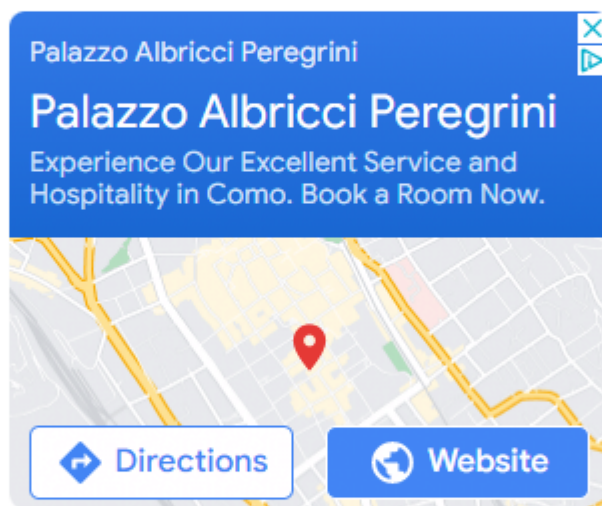 Palazzo Albricci Peregrini
Palazzo Albricci Peregrini
Experience Our Excellent Service and
Hospitality in Como. Book a Room Now.
Directions
Website